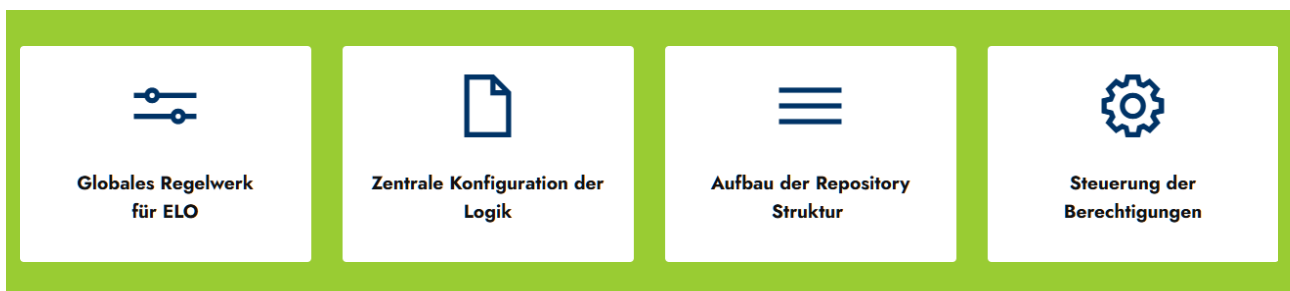 Globales Regelwerk
für ELO
Zentrale Konfiguration der
Logik
Aufbau der Repository
Struktur
Steuerung der
Berechtigungen